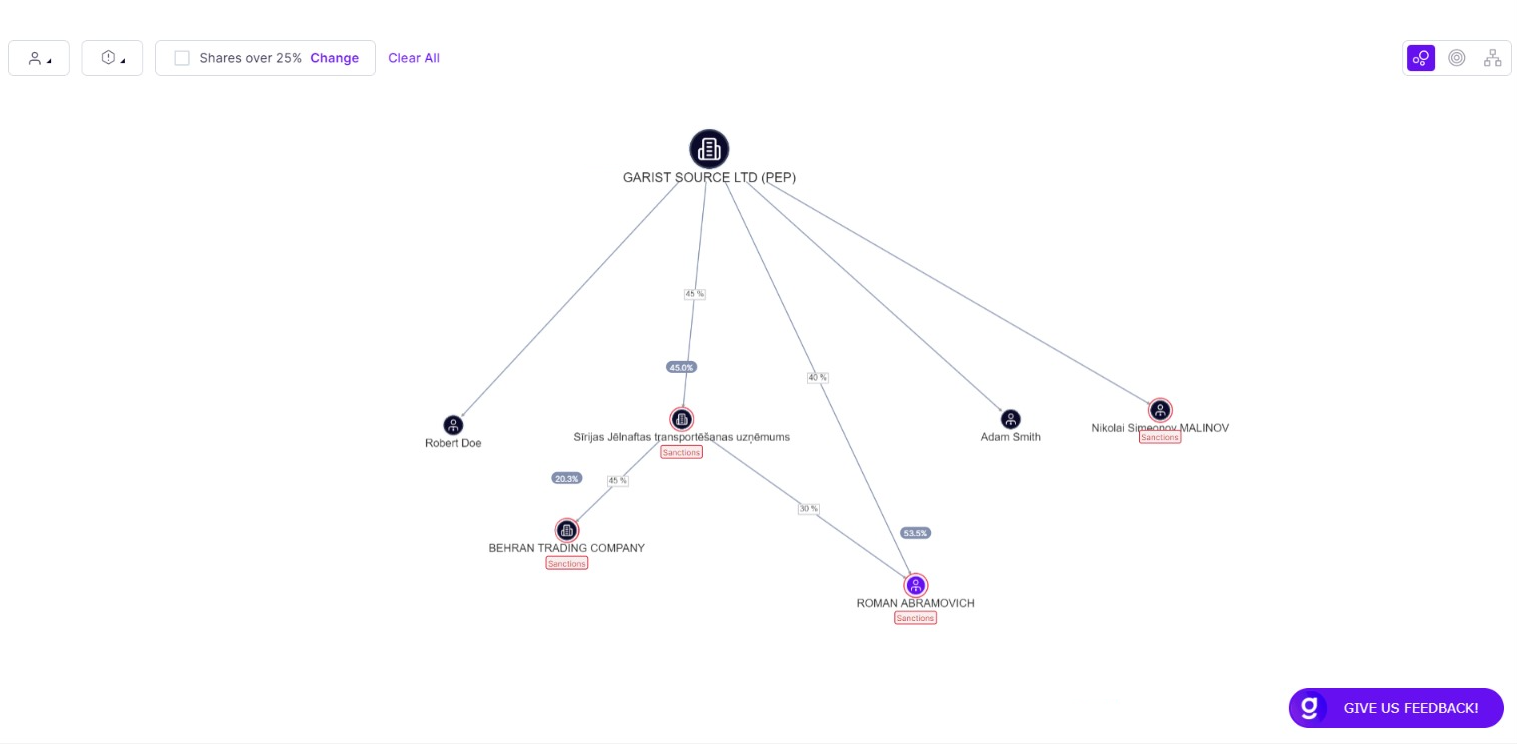 Shares over 25% Change Clear All
GARIST SOURCE LTD (PEP)
45 %
45.0%
40 %
Robert Doe
Sīrijas Jēlnaftas transportēšanas uzņēmums
Sanctions
Adam Smith
Nikolai Simeonov MALINOV
Sanctions
20.3%
45 %
30 %
BEHRAN TRADING COMPANY
Sanctions
53.5%
ROMAN ABRAMOVICH
Sanctions
g GIVE US FEEDBACK!